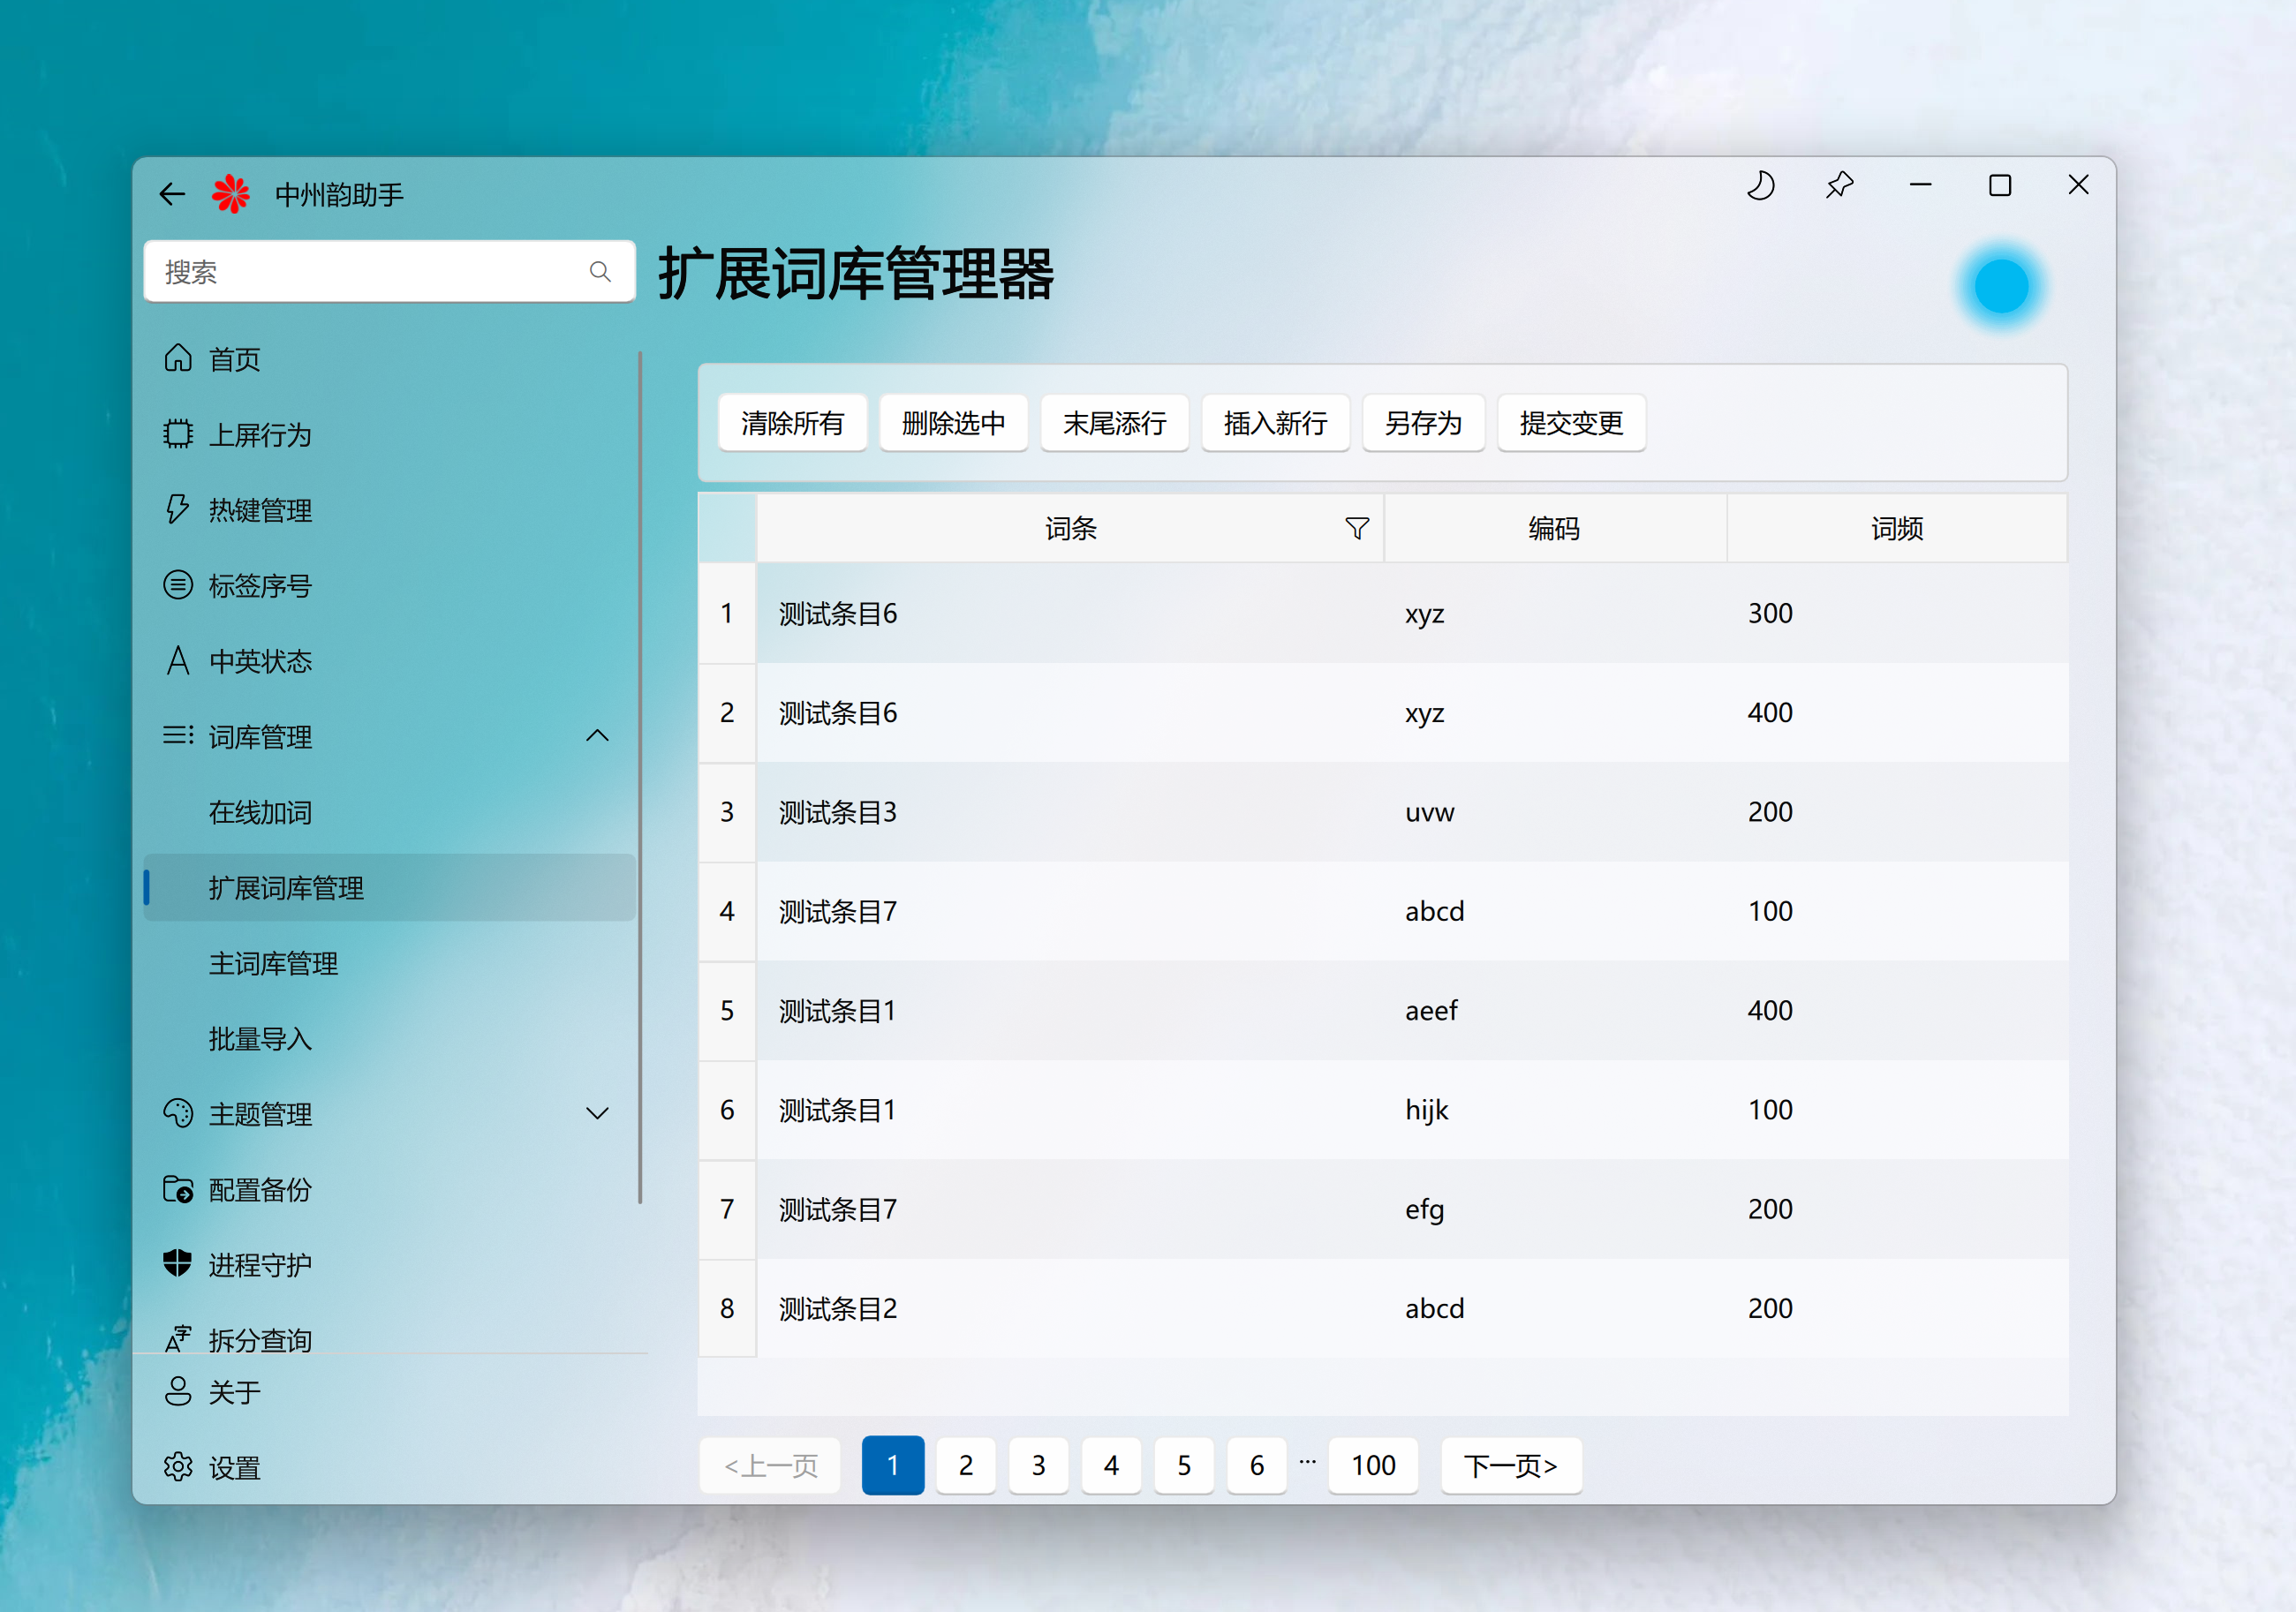 中州韵助手
搜索
扩展词库管理器
首页
上屏行为
热键管理
标签序号
中英状态
词库管理
在线加词
扩展词库管理
主词库管理
批量导入
主题管理
配置备份
进程守护
拆分查询
关于
设置
清除所有 删除选中 末尾添行 插入新行 另存为 提交变更
词条 编码 词频
1 测试条目6 xyz 300
2 测试条目6 xyz 400
3 测试条目3 uvw 200
4 测试条目7 abcd 100
5 测试条目1 aeef 400
6 测试条目1 hijk 100
7 测试条目7 efg 200
8 测试条目2 abcd 200
<上一页 1 2 3 4 5 6 ... 100 下一页>